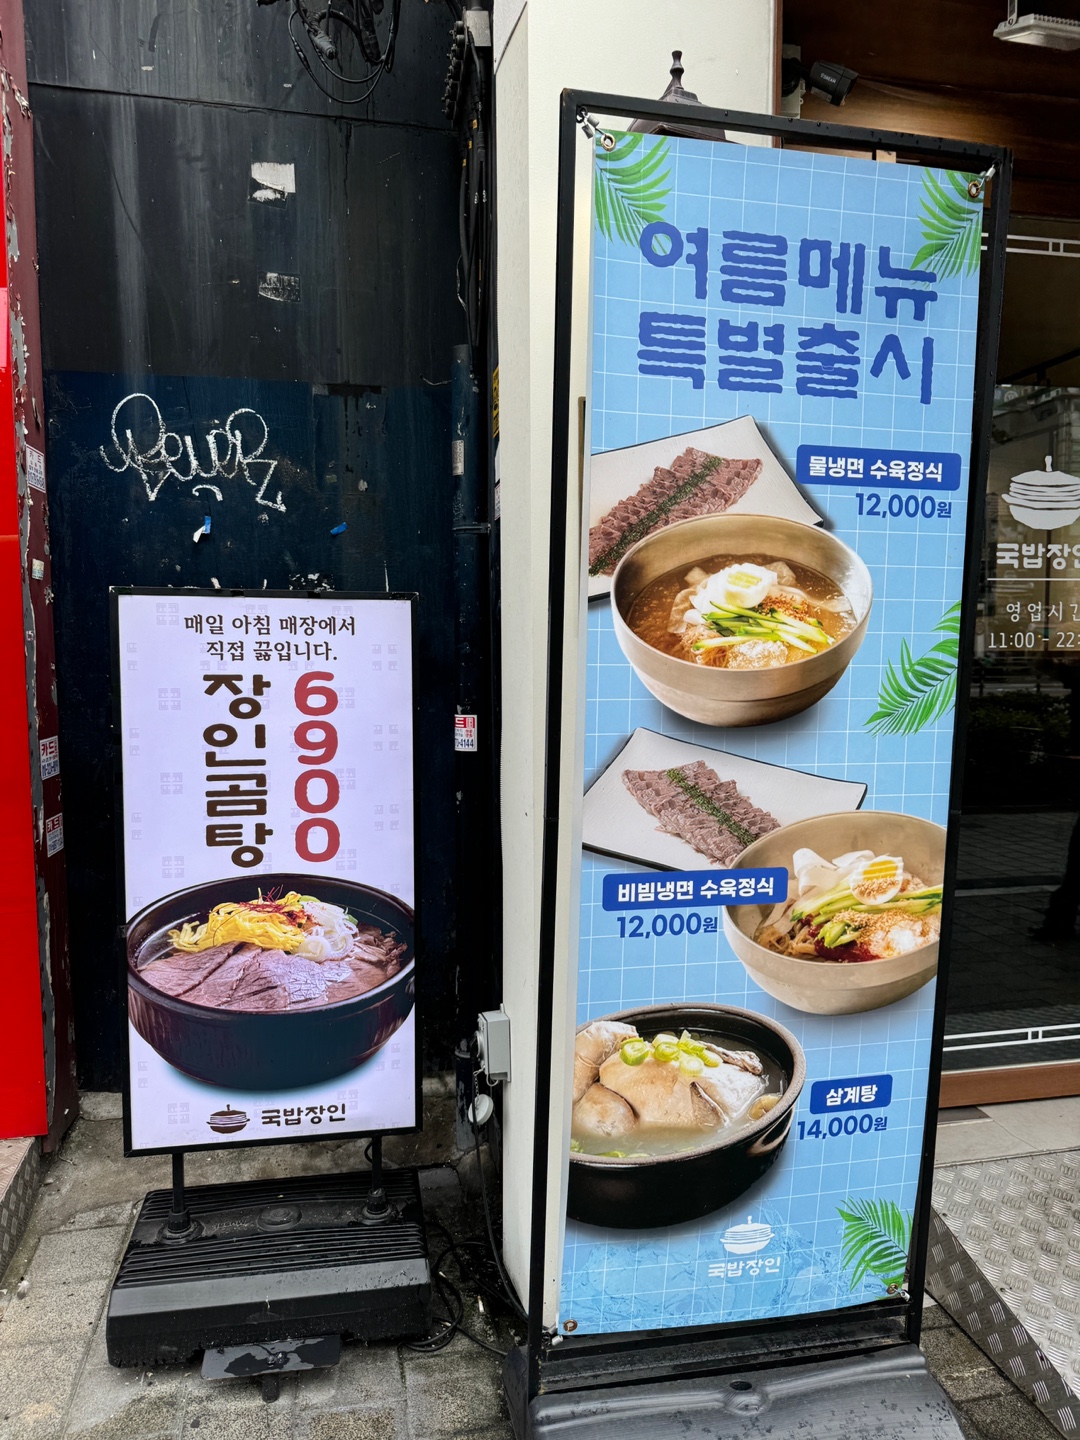 매일 아침 매장에서
직접 끓입니다.
장인곰탕
6900
국밥장인
여름메뉴
특별출시
물냉면 수육정식
12,000원
비빔냉면 수육정식
12,000원
삼계탕
14,000원
국밥장인
국밥장인
영업시간
11:00 - 22:
카드
드
-4144